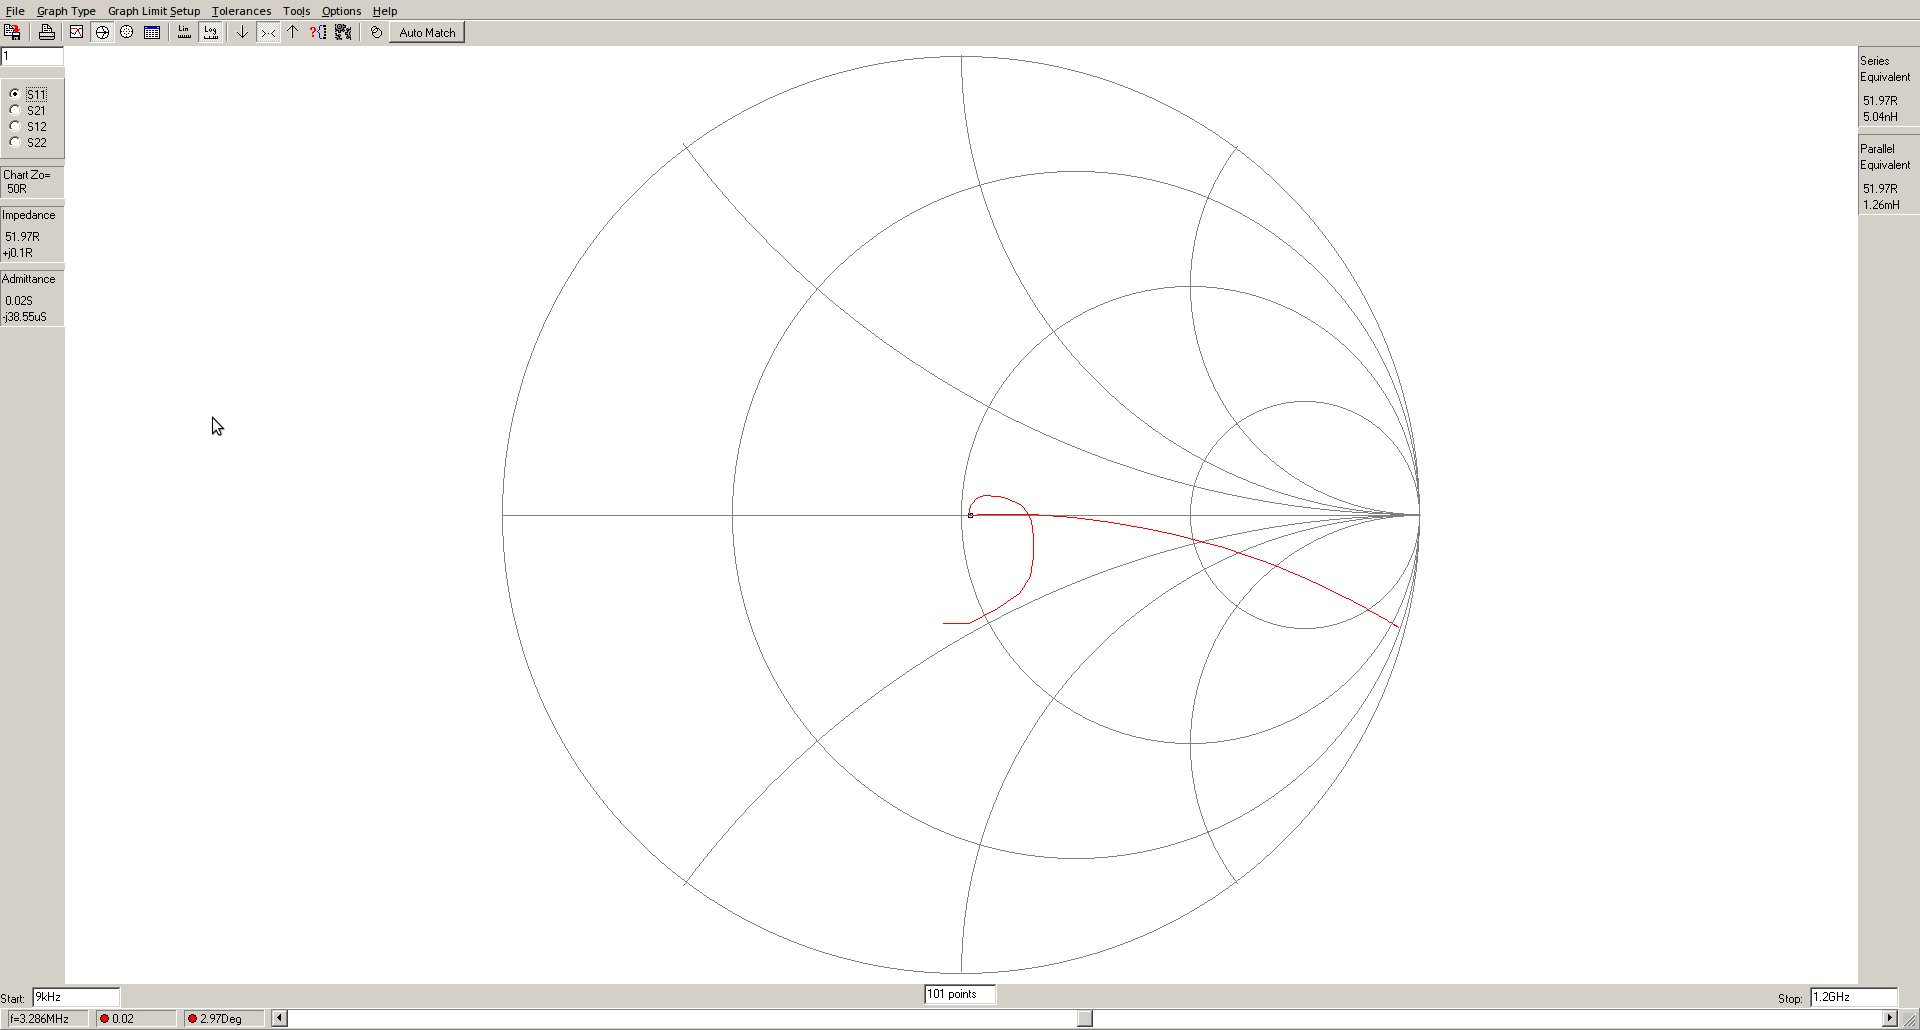 File Graph Type Graph Limit Setup Tolerances Tools Options Help
Lin Log Auto Match
1
S11
S21
S12
S22
Chart Zo=
50R
Impedance
51.97R
+j0.1R
Admittance
0.02S
-j38.55uS
Series
Equivalent
51.97R
5.04nH
Parallel
Equivalent
51.97R
1.26mH
Start: 9kHz 101 points Stop: 1.2GHz
f=3.286MHz 0.02 2.97Deg